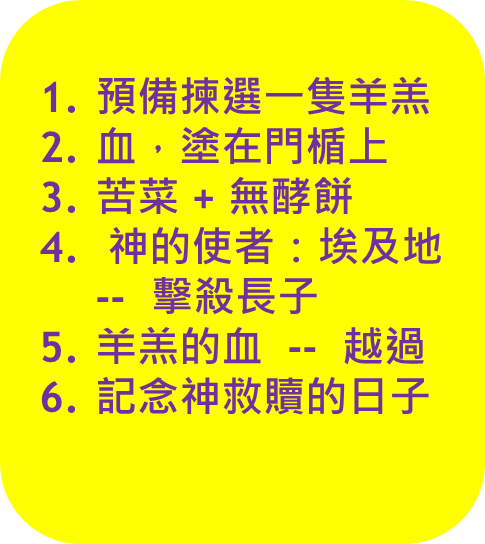 1. 預備揀選一隻羊羔
2. 血，塗在門楯上
3. 苦菜 + 無酵餅
4. 神的使者：埃及地
-- 擊殺長子
5. 羊羔的血 -- 越過
6. 記念神救贖的日子